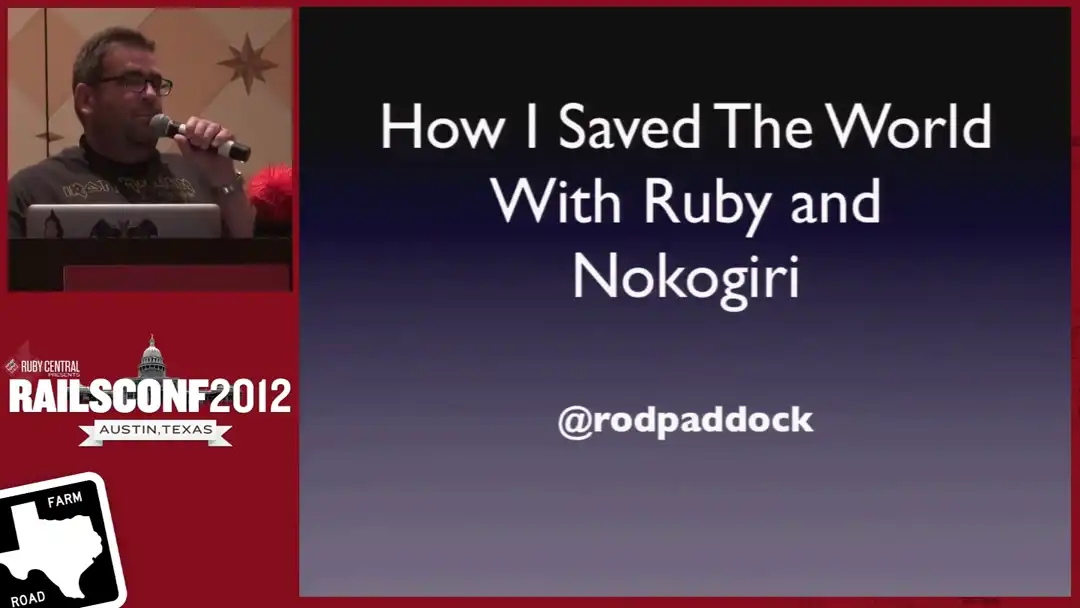 How I Saved The World
With Ruby and
Nokogiri
@rodpaddock
RUBY CENTRAL
PRESENTS
RAILSCONF2012
AUSTIN, TEXAS
FARM
ROAD